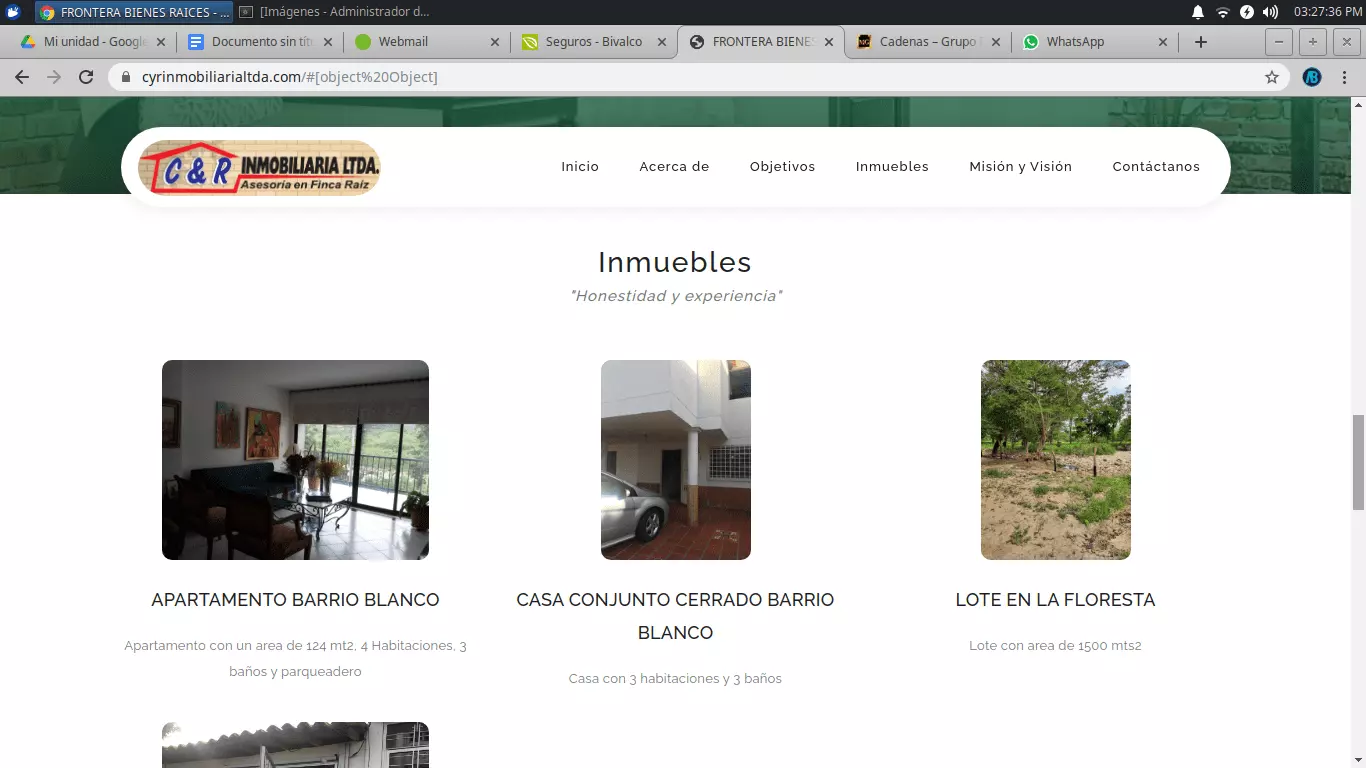 FRONTERA BIENES RAICES - ...
[Imágenes - Administrador d...
03:27:36 PM
Mi unidad - Google
Documento sin tít
Webmail
Seguros - Bivalco
FRONTERA BIENES
Cadenas – Grupo
WhatsApp
cyrinmobiliarialtda.com/#[object%20Object]
C & R INMOBILIARIA LTDA.
Asesoría en Finca Raíz
Inicio
Acerca de
Objetivos
Inmuebles
Misión y Visión
Contáctanos
Inmuebles
"Honestidad y experiencia"
APARTAMENTO BARRIO BLANCO
Apartamento con un area de 124 mt2, 4 Habitaciones, 3
baños y parqueadero
CASA CONJUNTO CERRADO BARRIO
BLANCO
Casa con 3 habitaciones y 3 baños
LOTE EN LA FLORESTA
Lote con area de 1500 mts2